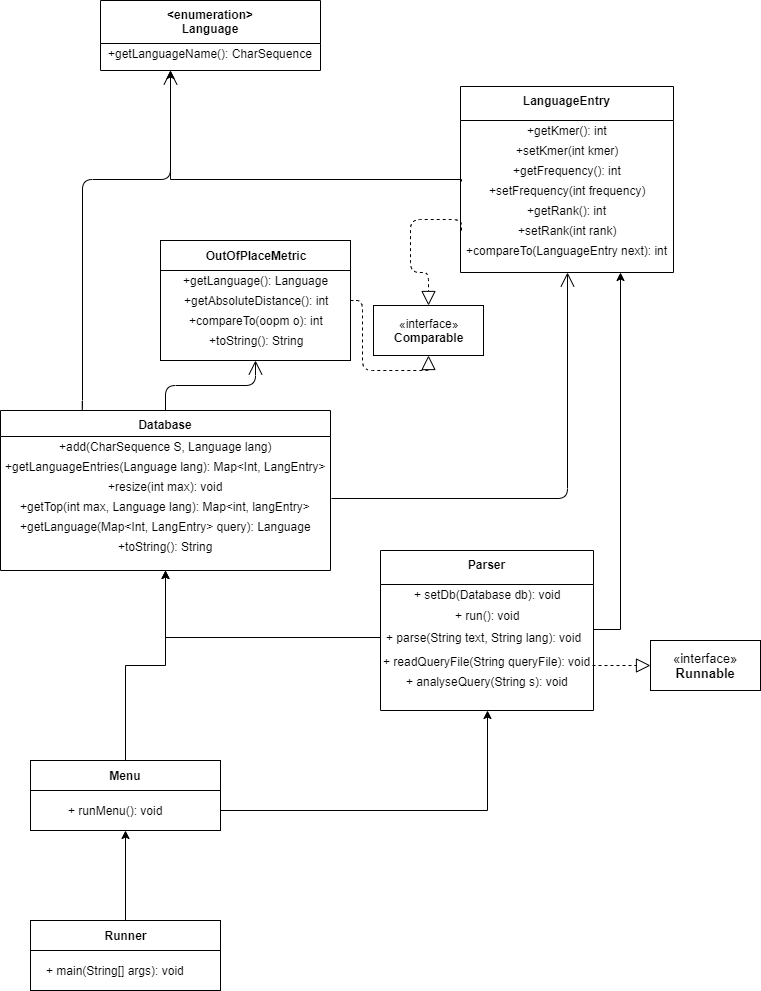 <enumeration>
Language
+getLanguageName(): CharSequence
LanguageEntry
+getKmer(): int
+setKmer(int kmer)
+getFrequency(): int
+setFrequency(int frequency)
+getRank(): int
+setRank(int rank)
+compareTo(LanguageEntry next): int
OutOfPlaceMetric
+getLanguage(): Language
+getAbsoluteDistance(): int
+compareTo(oopm o): int
+toString(): String
«interface»
Comparable
Database
+add(CharSequence S, Language lang)
+getLanguageEntries(Language lang): Map<Int, LangEntry>
+resize(int max): void
+getTop(int max, Language lang): Map<int, langEntry>
+getLanguage(Map<Int, LangEntry> query): Language
+toString(): String
Parser
+ setDb(Database db): void
+ run(): void
+ parse(String text, String lang): void
+ readQueryFile(String queryFile): void
+ analyseQuery(String s): void
«interface»
Runnable
Menu
+ runMenu(): void
Runner
+ main(String[] args): void